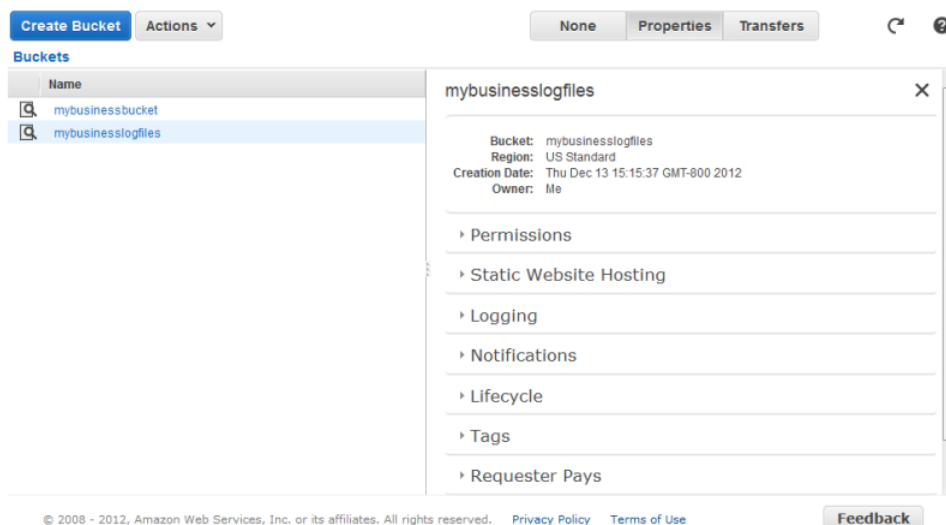 Create Bucket Actions None Properties Transfers
Buckets
Name
mybusinessbucket
mybusinesslogfiles
mybusinesslogfiles
Bucket: mybusinesslogfiles
Region: US Standard
Creation Date: Thu Dec 13 15:15:37 GMT-800 2012
Owner: Me
Permissions
Static Website Hosting
Logging
Notifications
Lifecycle
Tags
Requester Pays
© 2008 - 2012, Amazon Web Services, Inc. or its affiliates. All rights reserved. Privacy Policy Terms of Use Feedback